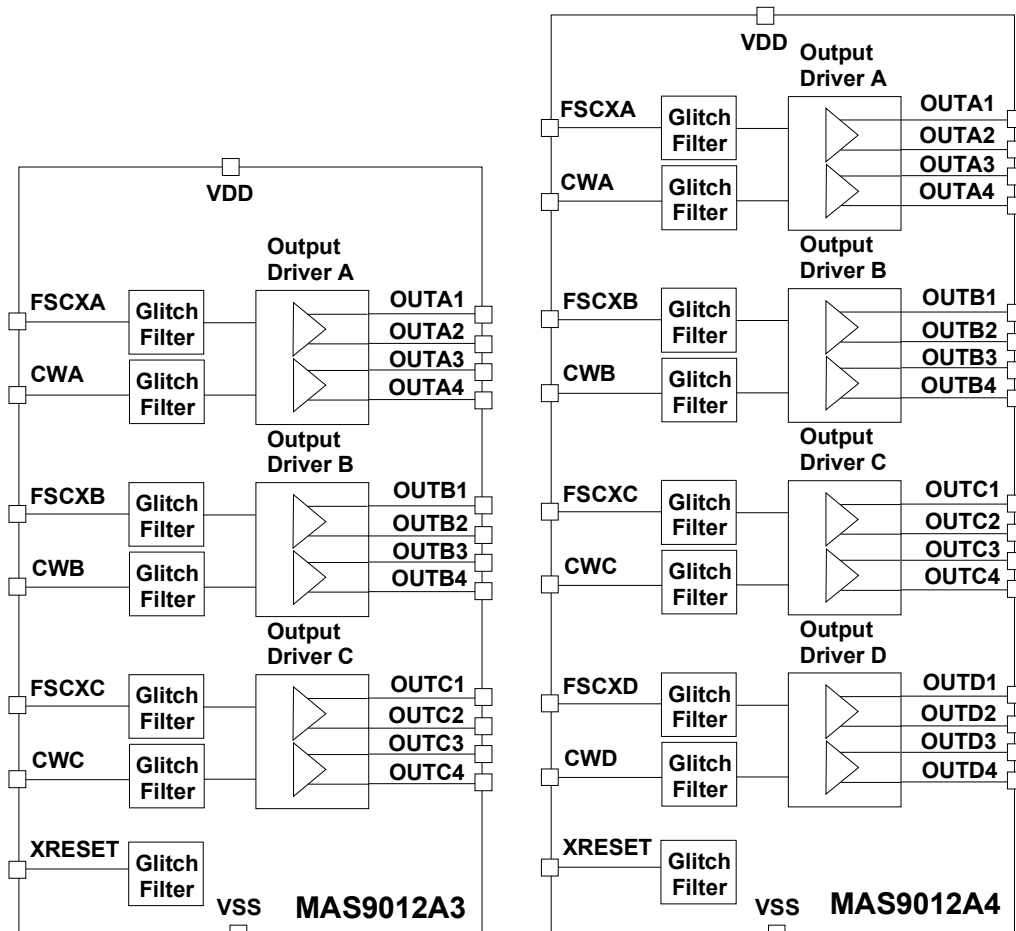 VDD
Output
Driver A
FSCXA
Glitch
Filter
OUTA1
OUTA2
CWA
Glitch
Filter
OUTA3
OUTA4
Output
Driver B
FSCXB
Glitch
Filter
OUTB1
OUTB2
CWB
Glitch
Filter
OUTB3
OUTB4
Output
Driver C
FSCXC
Glitch
Filter
OUTC1
OUTC2
CWC
Glitch
Filter
OUTC3
OUTC4
XRESET
Glitch
Filter
VSS
MAS9012A3
VDD
Output
Driver A
FSCXA
Glitch
Filter
OUTA1
OUTA2
CWA
Glitch
Filter
OUTA3
OUTA4
Output
Driver B
FSCXB
Glitch
Filter
OUTB1
OUTB2
CWB
Glitch
Filter
OUTB3
OUTB4
Output
Driver C
FSCXC
Glitch
Filter
OUTC1
OUTC2
CWC
Glitch
Filter
OUTC3
OUTC4
Output
Driver D
FSCXD
Glitch
Filter
OUTD1
OUTD2
CWD
Glitch
Filter
OUTD3
OUTD4
XRESET
Glitch
Filter
VSS
MAS9012A4